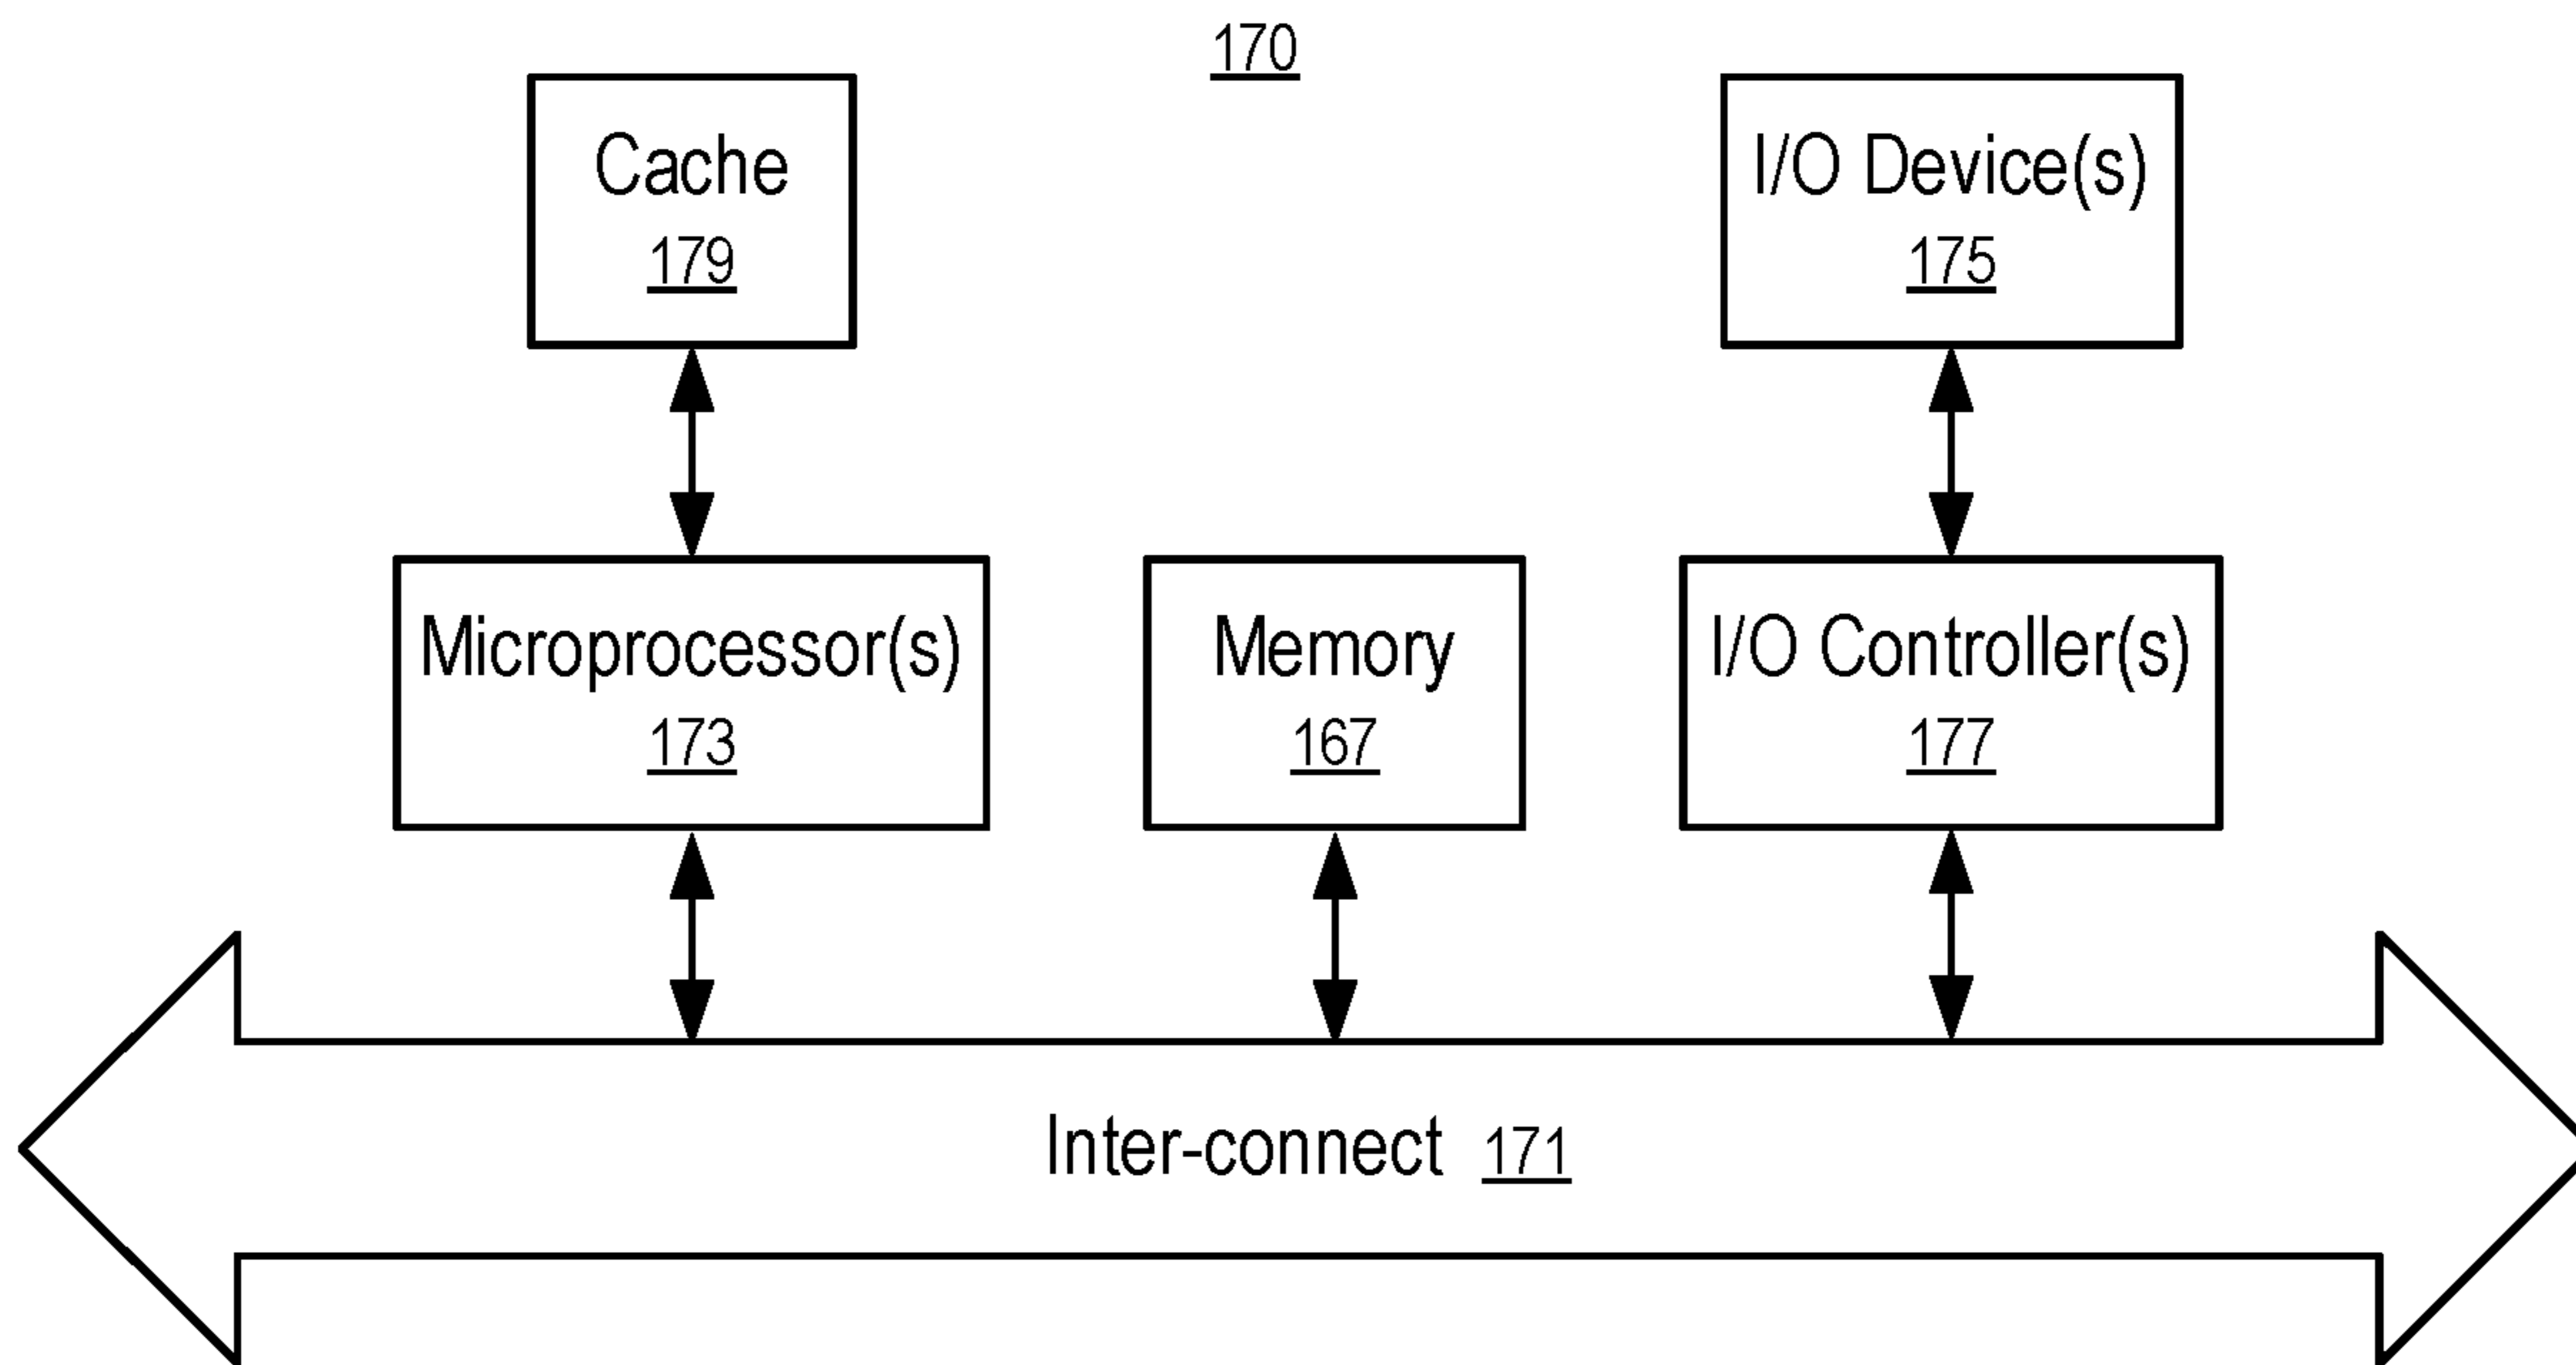 170
Cache
179
I/O Device(s)
175
Microprocessor(s)
173
Memory
167
I/O Controller(s)
177
Inter-connect 171